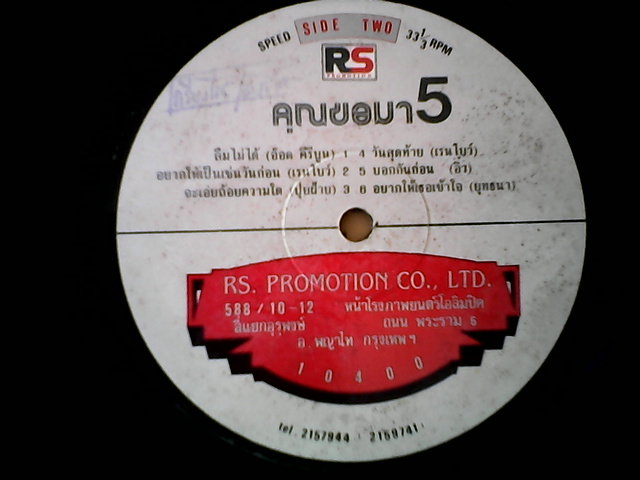 SPEED SIDE TWO 33 1/3 RPM
RS
PROMOTION
คุณขอมา 5
ลืมไม่ได้ (อ๊อด คีรีบูน) 1 4 วันสุดท้าย (เรนโบว์)
อยากให้เป็นเช่นวันก่อน (เรนโบว์) 2 5 บอกกันก่อน (อิ๋ว)
จะเอ่ยถ้อยความใด (ปุยฝ้าย) 3 6 อยากให้เธอเข้าใจ (ยุทธนา)
RS. PROMOTION CO., LTD.
588 / 10-12 หน้าโรงภาพยนตร์โอลิมปิค
สี่แยกอุรุพงษ์ ถนน พระราม 6
อ. พญาไท กรุงเทพฯ
10400
tel. 2157944 : 2159741